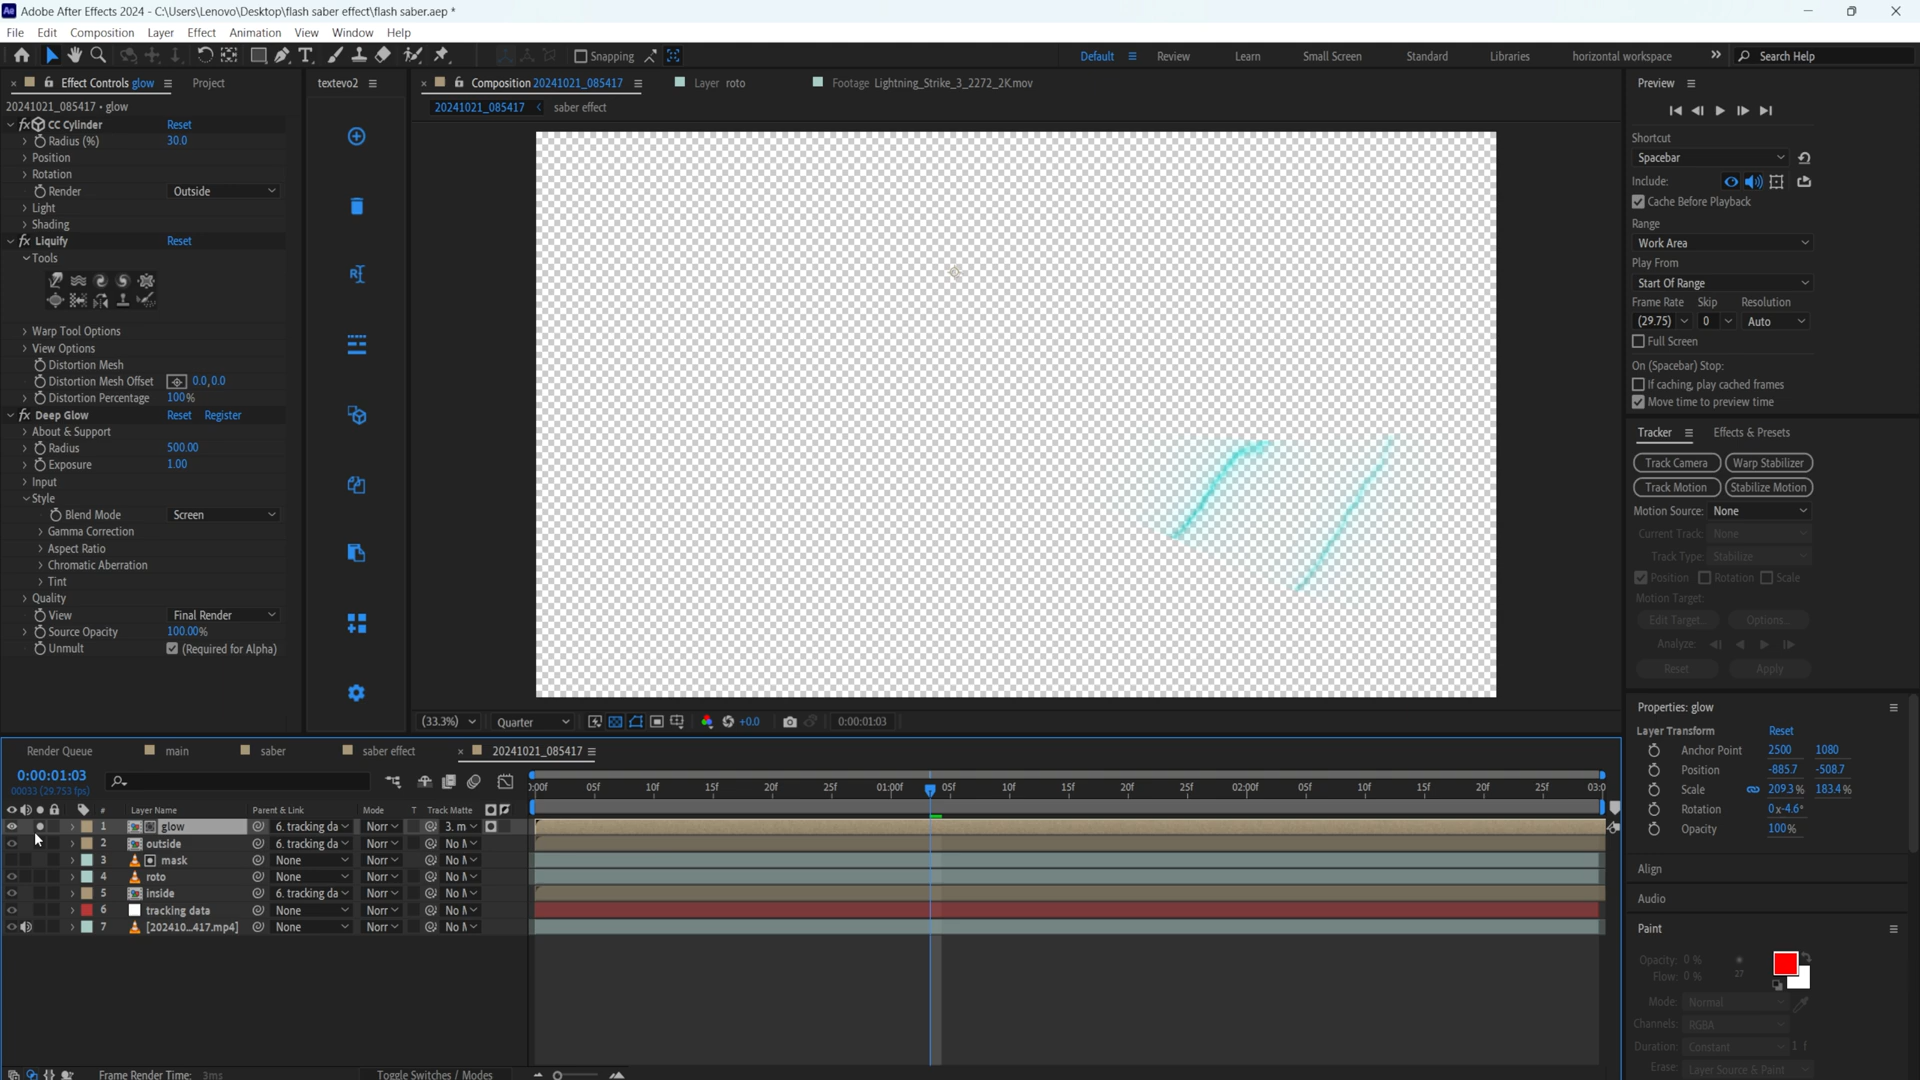 Adobe After Effects 2024 - C:\Users\Lenovo\Desktop\flash saber effect\flash saber.aep *
File Edit Composition Layer Effect Animation View Window Help
Snapping
Default Review Learn Small Screen Standard Libraries horizontal workspace
Search Help
Effect Controls glow
Project
20241021_085417 • glow
fx CC Cylinder Reset
Radius (%) 30.0
Position
Rotation
Render Outside
Light
Shading
fx Liquify Reset
Tools
Warp Tool Options
View Options
Distortion Mesh
Distortion Mesh Offset 0.0,0.0
Distortion Percentage 100%
fx Deep Glow Reset Register
About & Support
Radius 500.00
Exposure 1.00
Input
Style
Blend Mode Screen
Gamma Correction
Aspect Ratio
Chromatic Aberration
Tint
Quality
View Final Render
Source Opacity 100.00%
Unmult (Required for Alpha)
textevo2
Composition 20241021_085417
Layer roto
Footage Lightning_Strike_3_2272_2K.mov
20241021_085417 saber effect
(33.3%) Quarter +0.0 0:00:01:03
Preview
Shortcut
Spacebar
Include:
Cache Before Playback
Range
Work Area
Play From
Start Of Range
Frame Rate Skip Resolution
(29.75) 0 Auto
Full Screen
On (Spacebar) Stop:
If caching, play cached frames
Move time to preview time
Tracker Effects & Presets
Track Camera Warp Stabilizer
Track Motion Stabilize Motion
Motion Source: None
Current Track: None
Track Type: Stabilize
Position Rotation Scale
Motion Target:
Edit Target... Options...
Analyze:
Reset Apply
Properties: glow
Layer Transform Reset
Anchor Point 2500 1080
Position -885.7 -508.7
Scale 209.3 % 183.4 %
Rotation 0x-4.6°
Opacity 100%
Align
Audio
Paint
Opacity: 0 %
Flow: 0 %
27
Mode: Normal
Channels: RGBA
Duration: Constant 1 f
Erase: Layer Source & Paint
Render Queue main saber saber effect 20241021_085417
0:00:01:03
00033 (29.753 fps)
# Layer Name Parent & Link Mode T Track Matte
1 glow 6. tracking da Norr 3. m
2 outside 6. tracking da Norr No M
3 mask None Norr No M
4 roto None Norr No M
5 inside 6. tracking da Norr No M
6 tracking data None Norr No M
7 [202410...417.mp4] None Norr No M
):00f 05f 10f 15f 20f 25f 01:00f 05f 10f 15f 20f 25f 02:00f 05f 10f 15f 20f 25f 03:0
Frame Render Time: 3ms
Toggle Switches / Modes